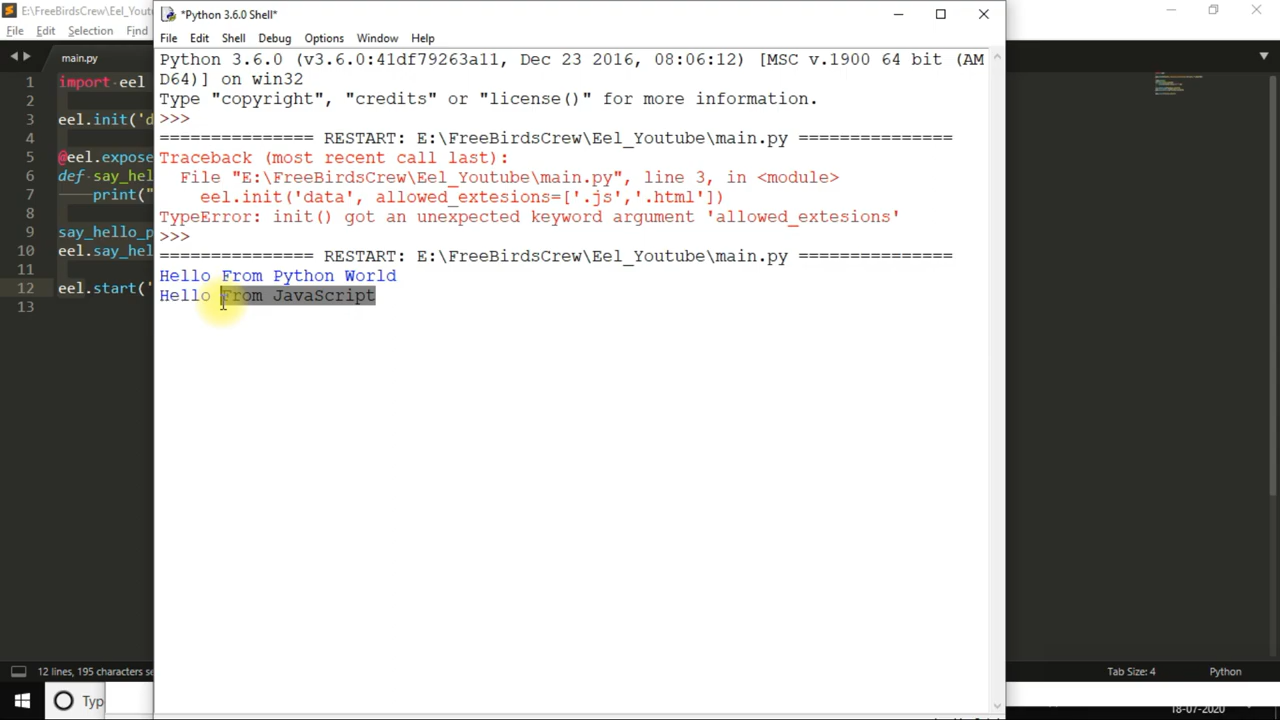 E:\FreeBirdsCrew\Eel_Yout
*Python 3.6.0 Shell*
File Edit Selection Find
File Edit Shell Debug Options Window Help
main.py
1 import eel
2
3 eel.init('d
4
5 @eel.expose
6 def say_hel
7 print("
8
9 say_hello_p
10 eel.say_hel
11
12 eel.start('
13
Python 3.6.0 (v3.6.0:41df79263a11, Dec 23 2016, 08:06:12) [MSC v.1900 64 bit (AM
D64)] on win32
Type "copyright", "credits" or "license()" for more information.
>>>
=============== RESTART: E:\FreeBirdsCrew\Eel_Youtube\main.py ===============
Traceback (most recent call last):
File "E:\FreeBirdsCrew\Eel_Youtube\main.py", line 3, in <module>
eel.init('data', allowed_extesions=['.js','.html'])
TypeError: init() got an unexpected keyword argument 'allowed_extesions'
>>>
=============== RESTART: E:\FreeBirdsCrew\Eel_Youtube\main.py ===============
Hello From Python World
Hello From JavaScript
12 lines, 195 characters se
Tab Size: 4 Python
Typ
18-07-2020